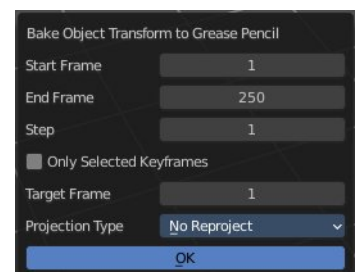 Bake Object Transform to Grease Pencil
Start Frame 1
End Frame 250
Step 1
Only Selected Keyframes
Target Frame 1
Projection Type No Reproject
OK